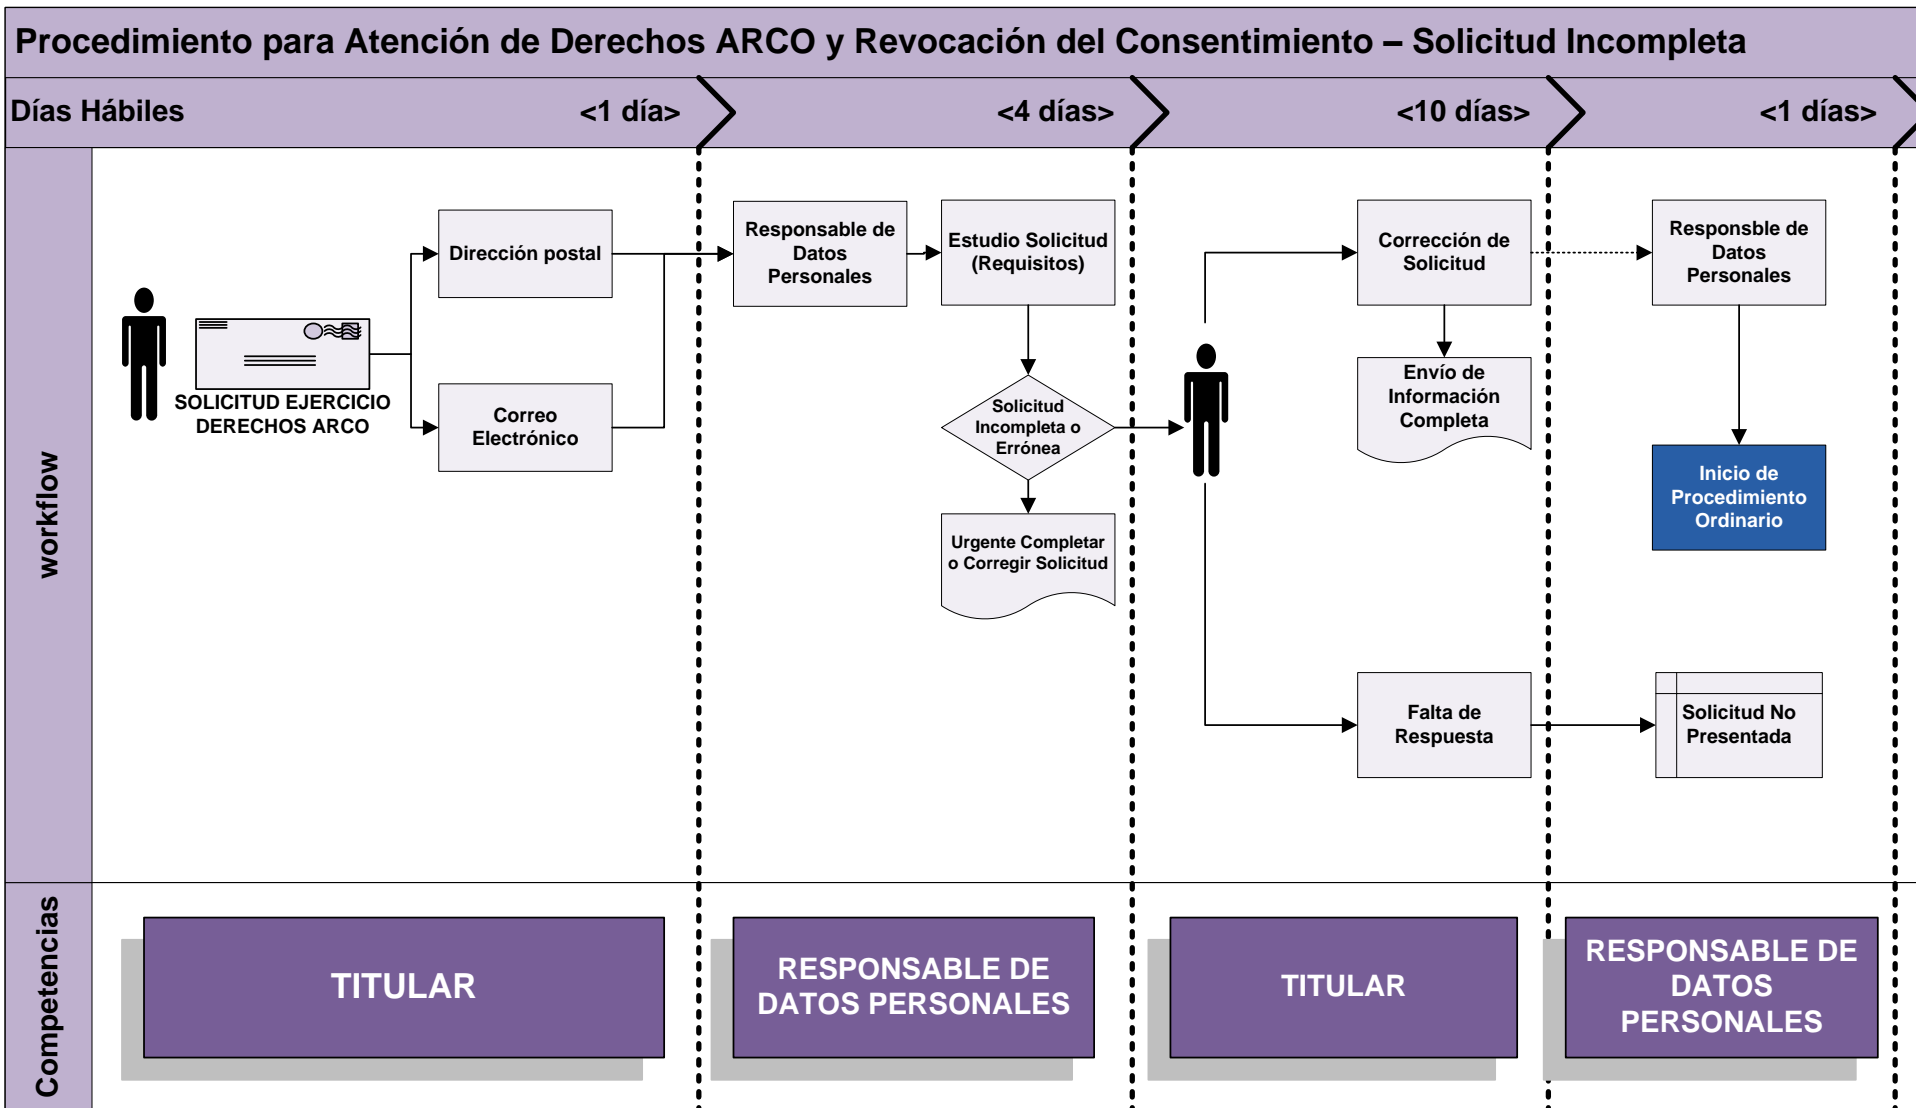 Procedimiento para Atención de Derechos ARCO y Revocación del Consentimiento – Solicitud Incompleta
Días Hábiles
<1 día>
<4 días>
<10 días>
<1 días>
workflow
SOLICITUD EJERCICIO
DERECHOS ARCO
Dirección postal
Correo
Electrónico
Responsable de
Datos
Personales
Estudio Solicitud
(Requisitos)
Solicitud
Incompleta o
Errónea
Urgente Completar
o Corregir Solicitud
Corrección de
Solicitud
Envío de
Información
Completa
Falta de
Respuesta
Responsble de
Datos
Personales
Inicio de
Procedimiento
Ordinario
Solicitud No
Presentada
Competencias
TITULAR
RESPONSABLE DE
DATOS PERSONALES
TITULAR
RESPONSABLE DE
DATOS
PERSONALES